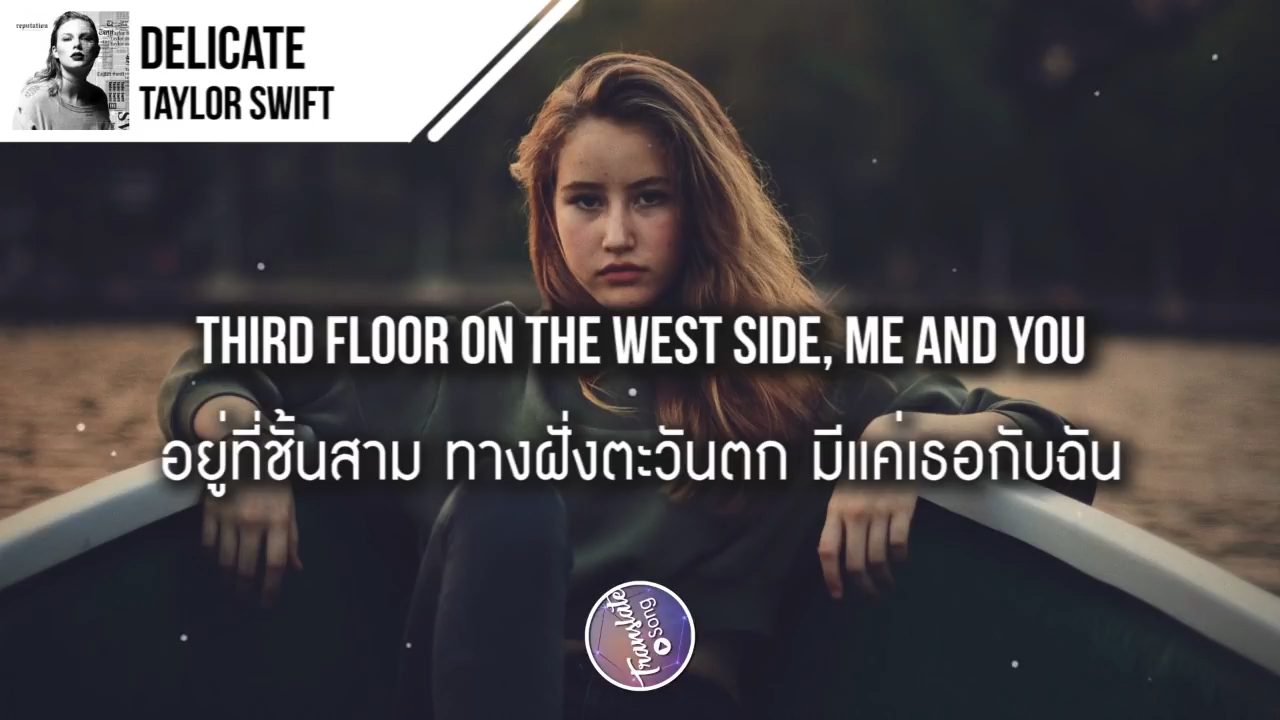 reputation
DELICATE
TAYLOR SWIFT
THIRD FLOOR ON THE WEST SIDE, ME AND YOU
อยู่ที่ชั้นสาม ทางฝั่งตะวันตก มีแค่เธอกับฉัน
Translate
song